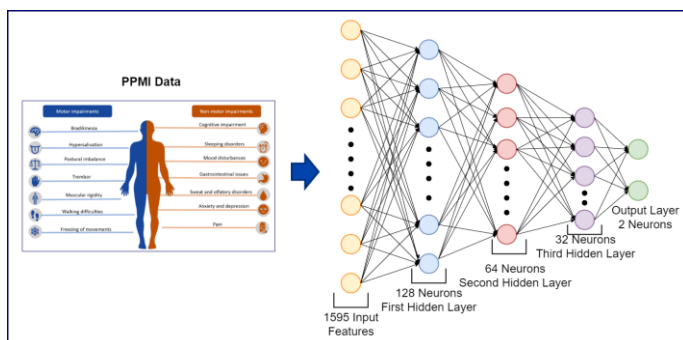 PPMI Data
Motor impairments
Non-motor impairments
Bradikinesia
Hypersalivation
Postural imbalance
Trembor
Muscular rigidity
Walking difficulties
Freezing of movements
Cognitive impairment
Sleeping disorders
Mood disturbances
Gastrointestinal issues
Sweat and olfatory disorders
Anxiety and depression
Pain
1595 Input
Features
128 Neurons
First Hidden Layer
64 Neurons
Second Hidden Layer
32 Neurons
Third Hidden Layer
Output Layer
2 Neurons